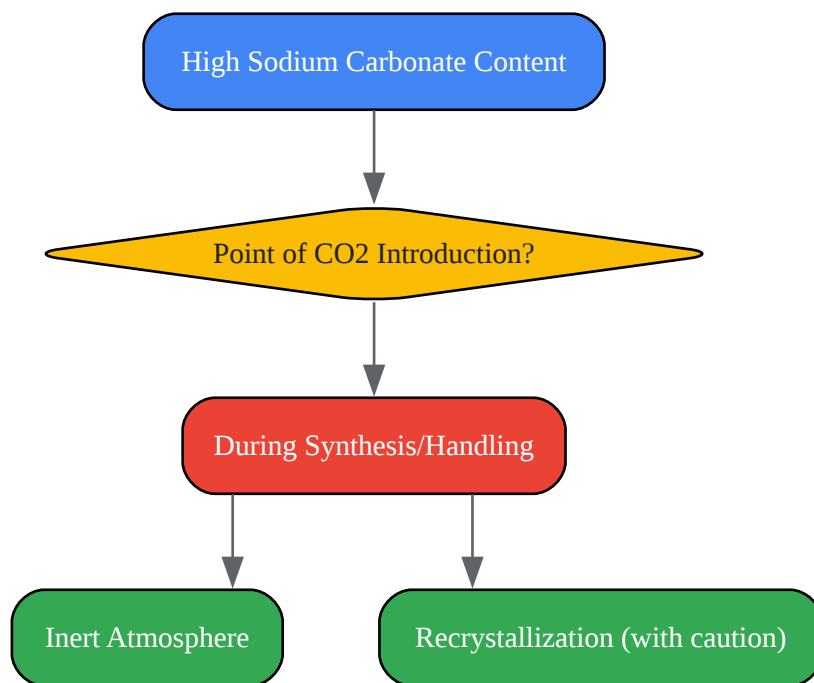 High Sodium Carbonate Content
Point of CO2 Introduction?
During Synthesis/Handling
Inert Atmosphere
Recrystallization (with caution)